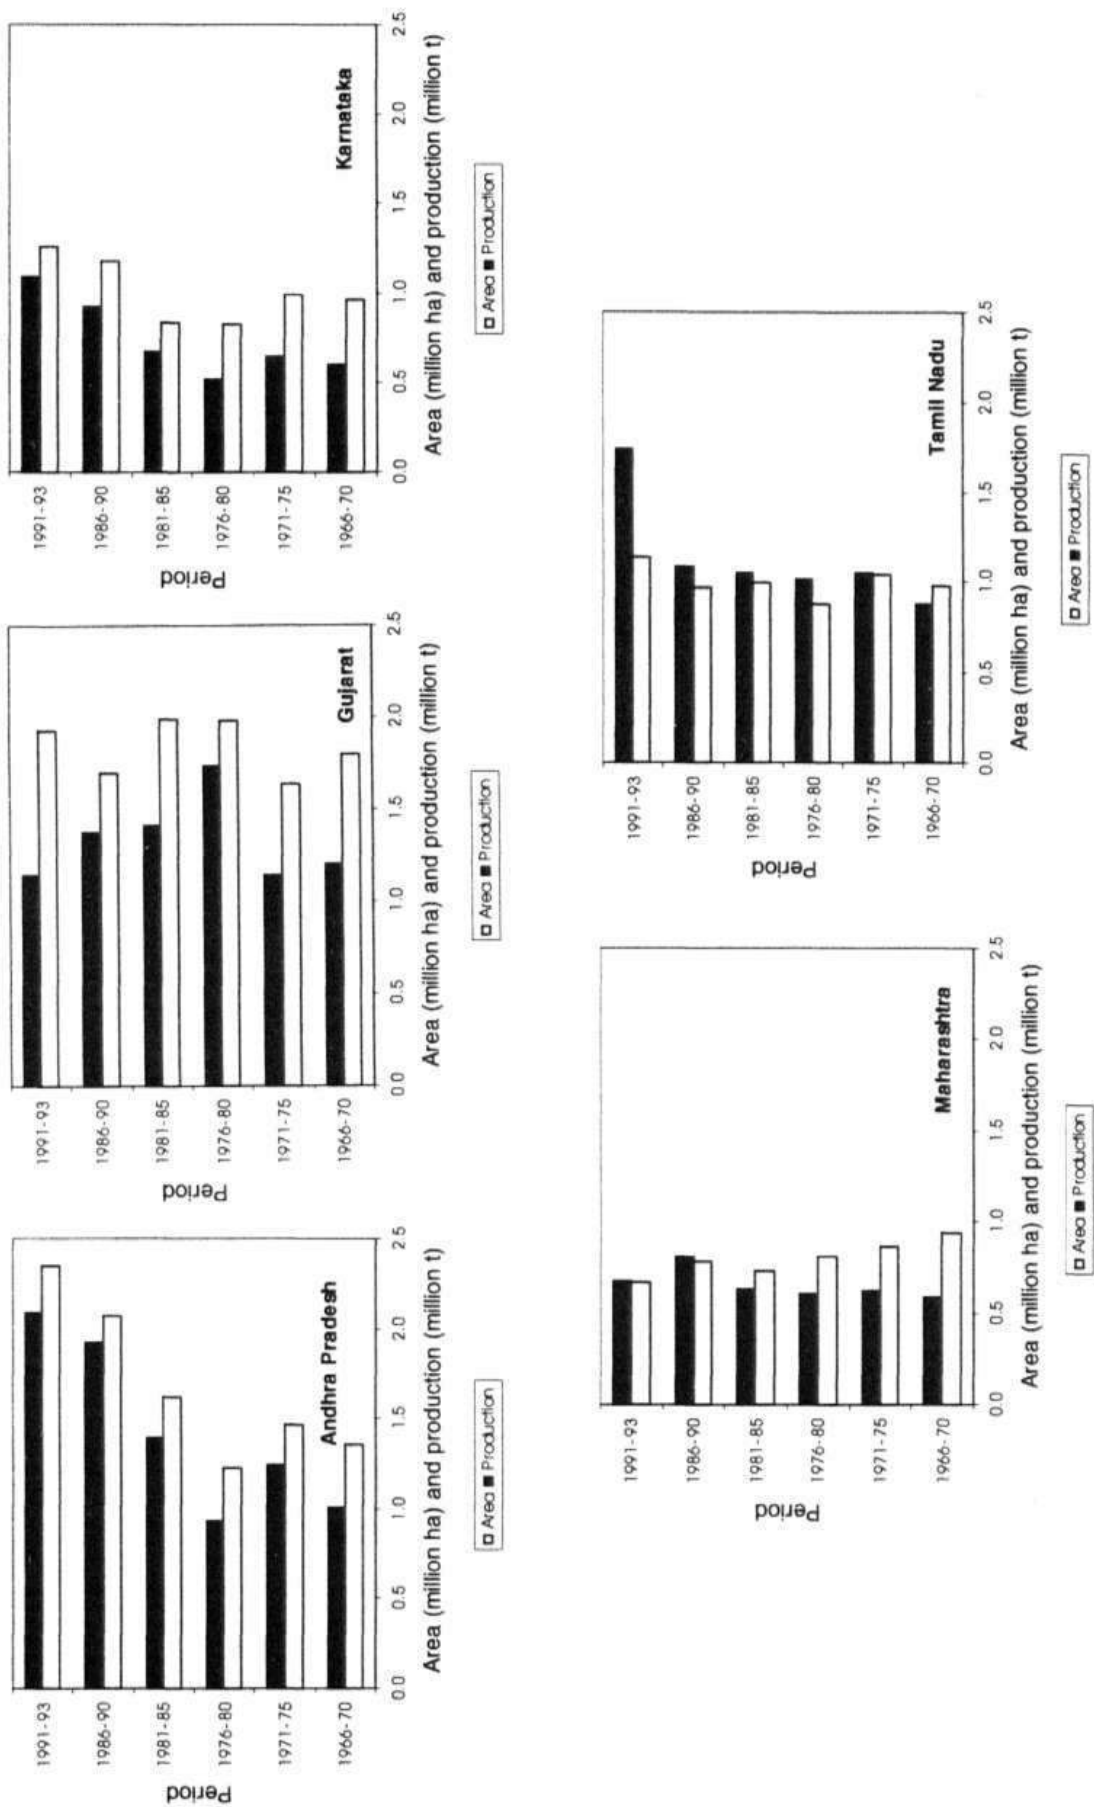 Period
1991-93
1986-90
1981-85
1976-80
1971-75
1966-70
Andhra Pradesh
0.0 0.5 1.0 1.5 2.0 2.5
Area (million ha) and production (million t)
Area Production
Period
1991-93
1986-90
1981-85
1976-80
1971-75
1966-70
Gujarat
0.0 0.5 1.0 1.5 2.0 2.5
Area (million ha) and production (million t)
Area Production
Period
1991-93
1986-90
1981-85
1976-80
1971-75
1966-70
Karnataka
0.0 0.5 1.0 1.5 2.0 2.5
Area (million ha) and production (million t)
Area Production
Period
1991-93
1986-90
1981-85
1976-80
1971-75
1966-70
Maharashtra
0.0 0.5 1.0 1.5 2.0 2.5
Area (million ha) and production (million t)
Area Production
Period
1991-93
1986-90
1981-85
1976-80
1971-75
1966-70
Tamil Nadu
0.0 0.5 1.0 1.5 2.0 2.5
Area (million ha) and production (million t)
Area Production